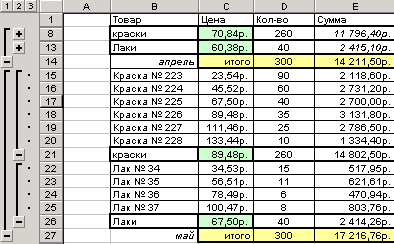 1 2 3 A B C D E
1 Товар Цена Кол-во Сумма
8 краски 70,84р. 260 11 796,40р.
13 Лаки 60,38р. 40 2 415,10р.
14 апрель итого 300 14 211,50р.
15 Краска № 223 23,54р. 90 2 118,60р.
16 Краска № 224 45,52р. 60 2 731,20р.
17 Краска № 225 67,50р. 40 2 700,00р.
18 Краска № 226 89,48р. 35 3 131,80р.
19 Краска № 227 111,46р. 25 2 786,50р.
20 Краска № 228 133,44р. 10 1 334,40р.
21 краски 89,48р. 260 14 802,50р.
22 Лак № 34 34,53р. 15 517,95р.
23 Лак № 35 56,51р. 11 621,61р.
24 Лак № 36 78,49р. 6 470,94р.
25 Лак № 37 100,47р. 8 803,76р.
26 Лаки 67,50р. 40 2 414,26р.
27 май итого 300 17 216,76р.